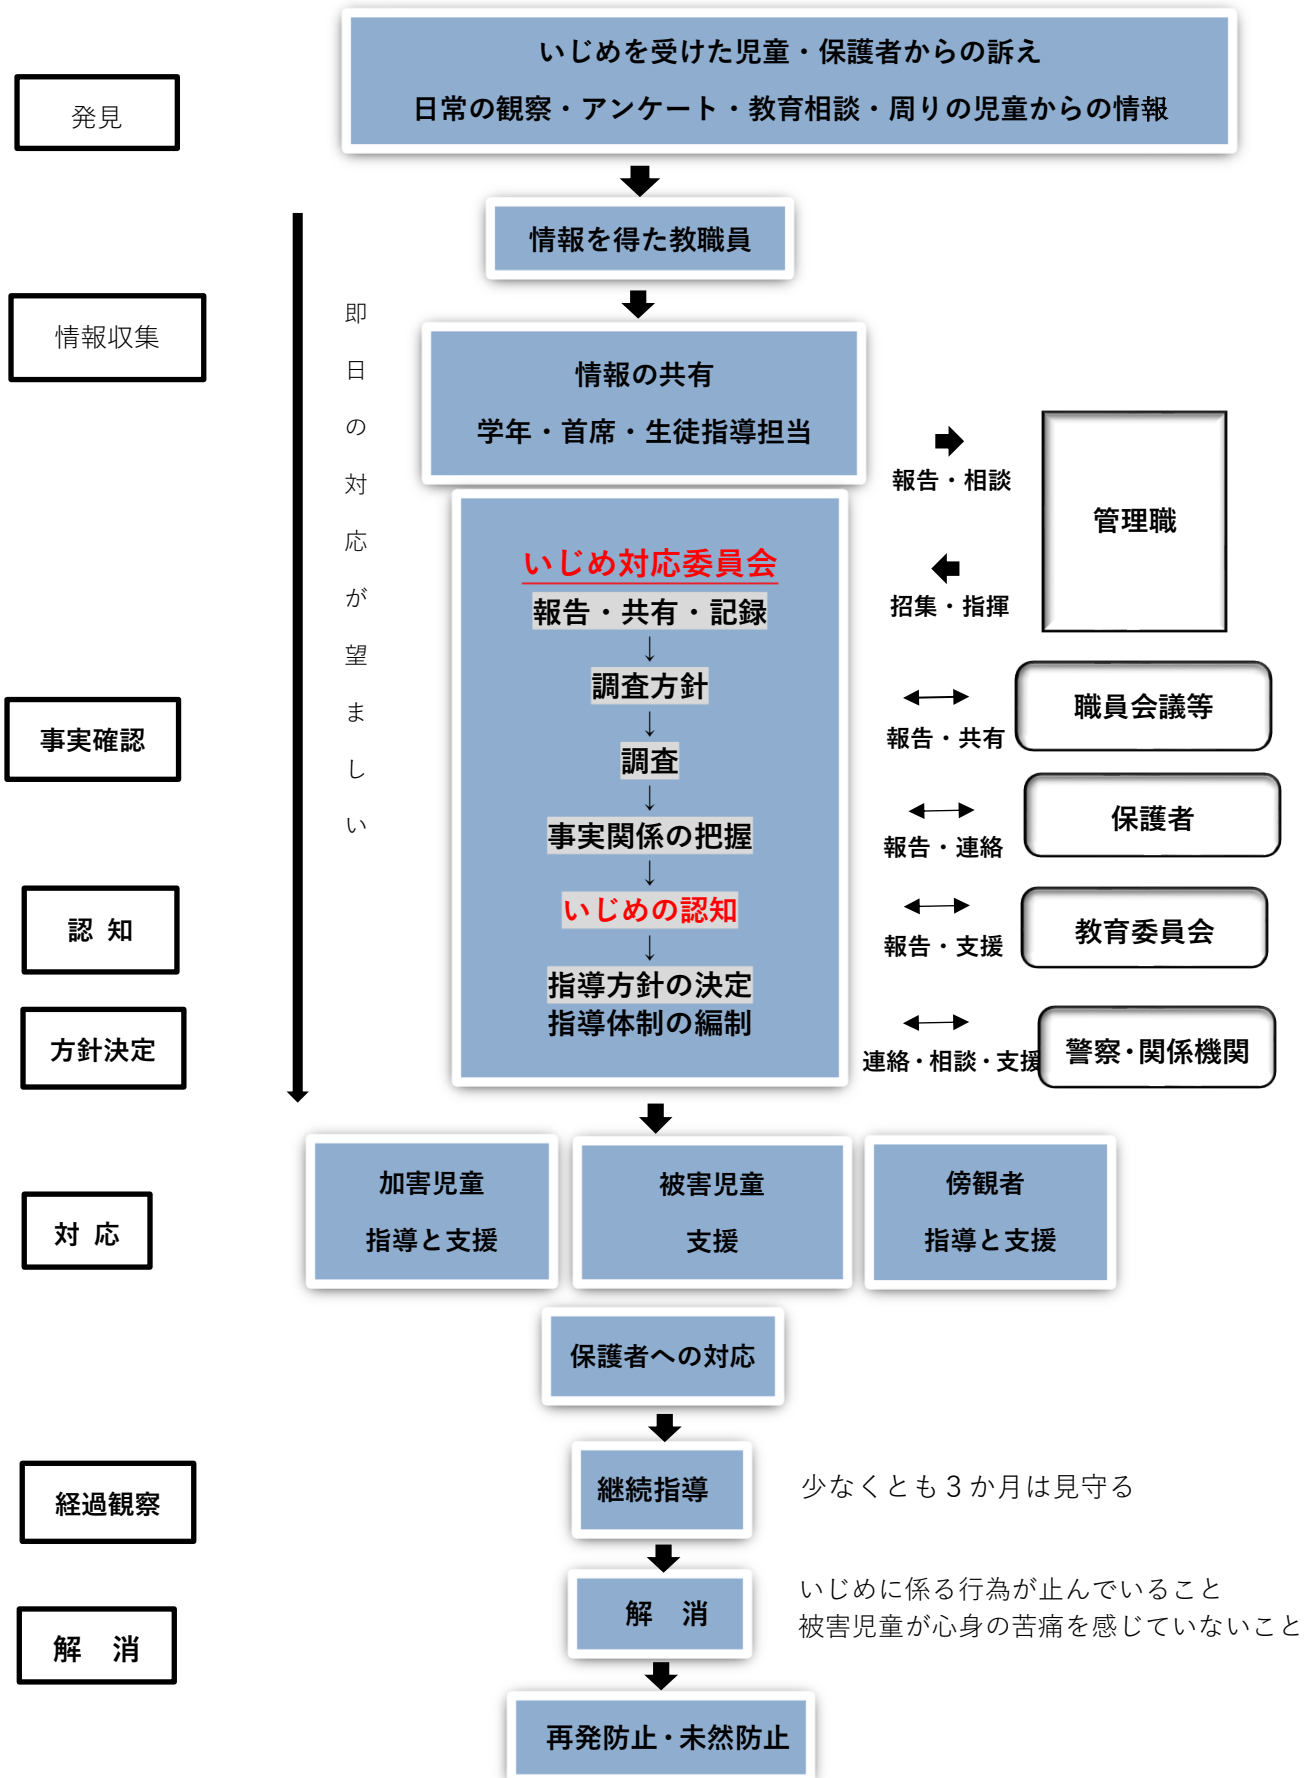 いじめを受けた児童・保護者からの訴え
日常の観察・アンケート・教育相談・周りの児童からの情報
発見
情報を得た教職員
情報収集
即日の対応が望ましい
情報の共有
学年・首席・生徒指導担当
報告・相談
管理職
招集・指揮
いじめ対応委員会
報告・共有・記録
↓
調査方針
↓
調査
↓
事実関係の把握
↓
いじめの認知
↓
指導方針の決定
指導体制の編制
職員会議等
報告・共有
事実確認
保護者
報告・連絡
認 知
教育委員会
報告・支援
方針決定
警察・関係機関
連絡・相談・支援
対 応
加害児童
指導と支援
被害児童
支援
傍観者
指導と支援
保護者への対応
経過観察
継続指導
少なくとも3か月は見守る
解 消
解 消
いじめに係る行為が止んでいること
被害児童が心身の苦痛を感じていないこと
再発防止・未然防止